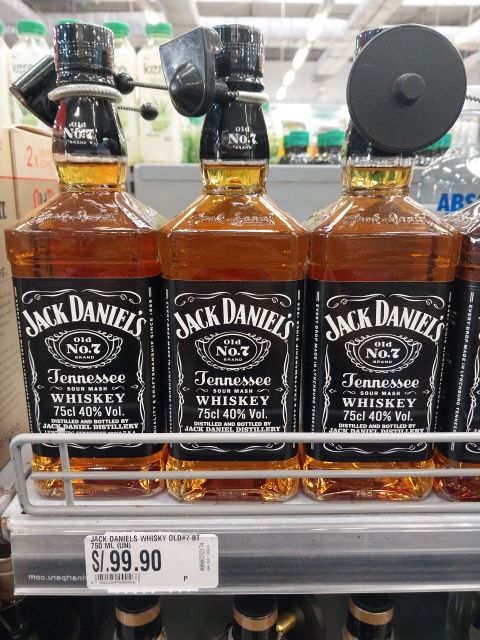 Old
No.7
BRAND
Old
No.7
BRAND
2x
ABS
JACK DANIEL'S
Old
No.7
BRAND
Tennessee
SOUR MASH
WHISKEY
75cl 40% Vol.
DISTILLED AND BOTTLED BY
JACK DANIEL DISTILLERY
JACK DANIEL'S
Old
No.7
BRAND
Tennessee
SOUR MASH
WHISKEY
75cl 40% Vol.
DISTILLED AND BOTTLED BY
JACK DANIEL DISTILLERY
JACK DANIEL'S
Old
No.7
BRAND
Tennessee
SOUR MASH
WHISKEY
75cl 40% Vol.
DISTILLED AND BOTTLED BY
JACK DANIEL DISTILLERY
JACK DANIELS WHISKY OLD#7 BT
750 ML (UN)
S/.99.90
P